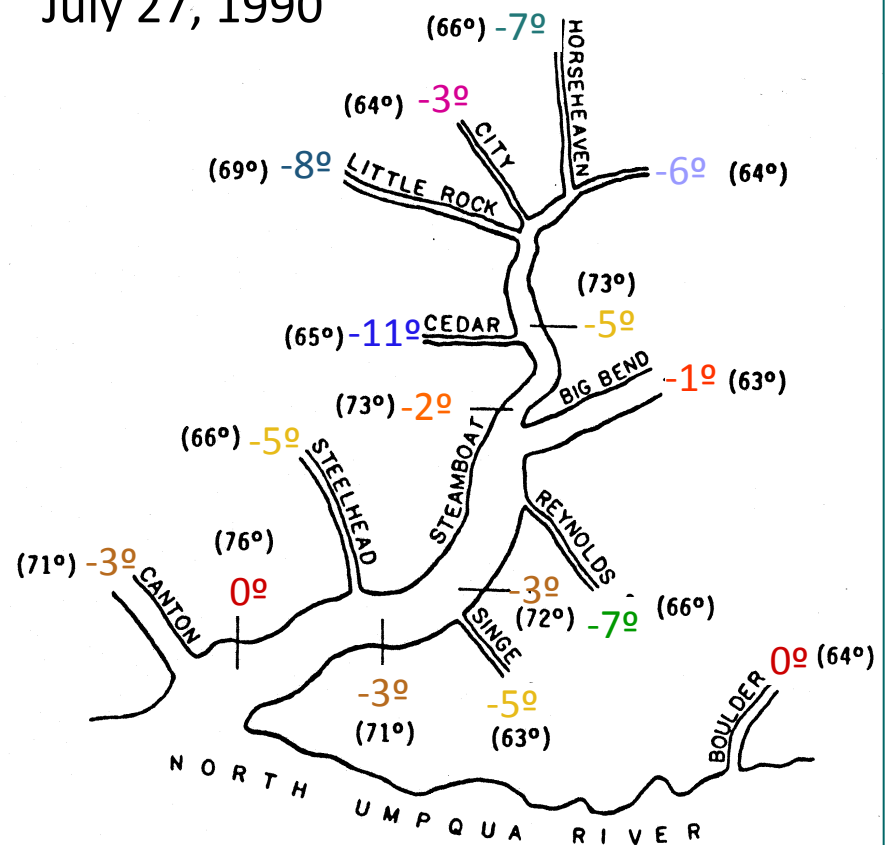 July 27, 1990
(66º) -7º
HORSEHEAVEN
(64º) -3º
CITY
(69º) -8º
LITTLE ROCK
-6º (64º)
(73º)
-5º
(65º) -11º
CEDAR
BIG BEND
-1º (63º)
(73º) -2º
STEAMBOAT
(66º) -5º
STEELHEAD
REYNOLDS
(76º)
0º
(71º) -3º
CANTON
-3º
(72º)
-7º (66º)
SINGE
-5º
(63º)
-3º
(71º)
BOULDER
0º (64º)
NORTH UMPQUA RIVER